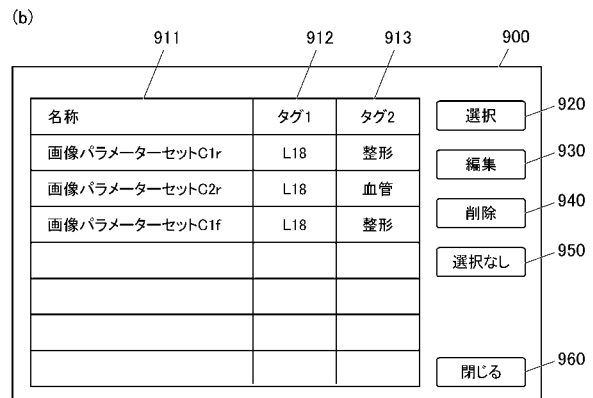 (b)
911 912 913 900
名称 タグ1 タグ2 選択 920
画像パラメーターセットC1r L18 整形 編集 930
画像パラメーターセットC2r L18 血管 削除 940
画像パラメーターセットC1f L18 整形 選択なし 950
閉じる 960